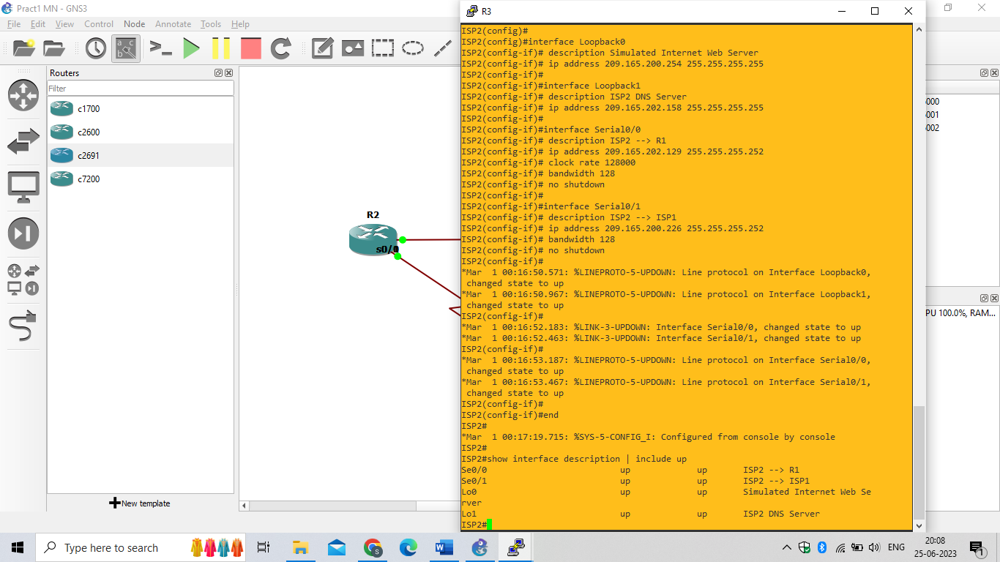 Pract1 MN - GNS3
File Edit View Control Node Annotate Tools Help
Routers
Filter
c1700
c2600
c2691
c7200
New template
R2
s0/0
R3
ISP2(config)#
ISP2(config)#interface Loopback0
ISP2(config-if)# description Simulated Internet Web Server
ISP2(config-if)# ip address 209.165.200.254 255.255.255.255
ISP2(config-if)#
ISP2(config-if)#interface Loopback1
ISP2(config-if)# description ISP2 DNS Server
ISP2(config-if)# ip address 209.165.202.158 255.255.255.255
ISP2(config-if)#
ISP2(config-if)#interface Serial0/0
ISP2(config-if)# description ISP2 --> R1
ISP2(config-if)# ip address 209.165.202.129 255.255.255.252
ISP2(config-if)# clock rate 128000
ISP2(config-if)# bandwidth 128
ISP2(config-if)# no shutdown
ISP2(config-if)#
ISP2(config-if)#interface Serial0/1
ISP2(config-if)# description ISP2 --> ISP1
ISP2(config-if)# ip address 209.165.200.226 255.255.255.252
ISP2(config-if)# bandwidth 128
ISP2(config-if)# no shutdown
ISP2(config-if)#
*Mar  1 00:16:50.571: %LINEPROTO-5-UPDOWN: Line protocol on Interface Loopback0,
changed state to up
*Mar  1 00:16:50.967: %LINEPROTO-5-UPDOWN: Line protocol on Interface Loopback1,
changed state to up
ISP2(config-if)#
*Mar  1 00:16:52.183: %LINK-3-UPDOWN: Interface Serial0/0, changed state to up
*Mar  1 00:16:52.463: %LINK-3-UPDOWN: Interface Serial0/1, changed state to up
ISP2(config-if)#
*Mar  1 00:16:53.187: %LINEPROTO-5-UPDOWN: Line protocol on Interface Serial0/0,
changed state to up
*Mar  1 00:16:53.467: %LINEPROTO-5-UPDOWN: Line protocol on Interface Serial0/1,
changed state to up
ISP2(config-if)#
ISP2(config-if)#end
ISP2#
*Mar  1 00:17:19.715: %SYS-5-CONFIG_I: Configured from console by console
ISP2#
ISP2#show interface description | include up
Se0/0 up up ISP2 --> R1
Se0/1 up up ISP2 --> ISP1
Lo0 up up Simulated Internet Web Se
rver
Lo1 up up ISP2 DNS Server
ISP2#
000
001
002
PU 100.0%, RAM...
Type here to search
ENG
20:08
25-06-2023
1